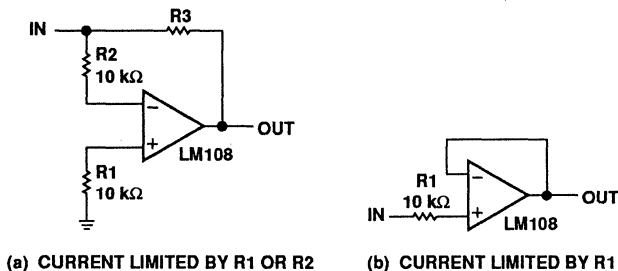 R3
IN
R2
10 kΩ
−
OUT
+
LM108
R1
10 kΩ
(a) CURRENT LIMITED BY R1 OR R2
−
R1
10 kΩ
OUT
IN
+
LM108
(b) CURRENT LIMITED BY R1